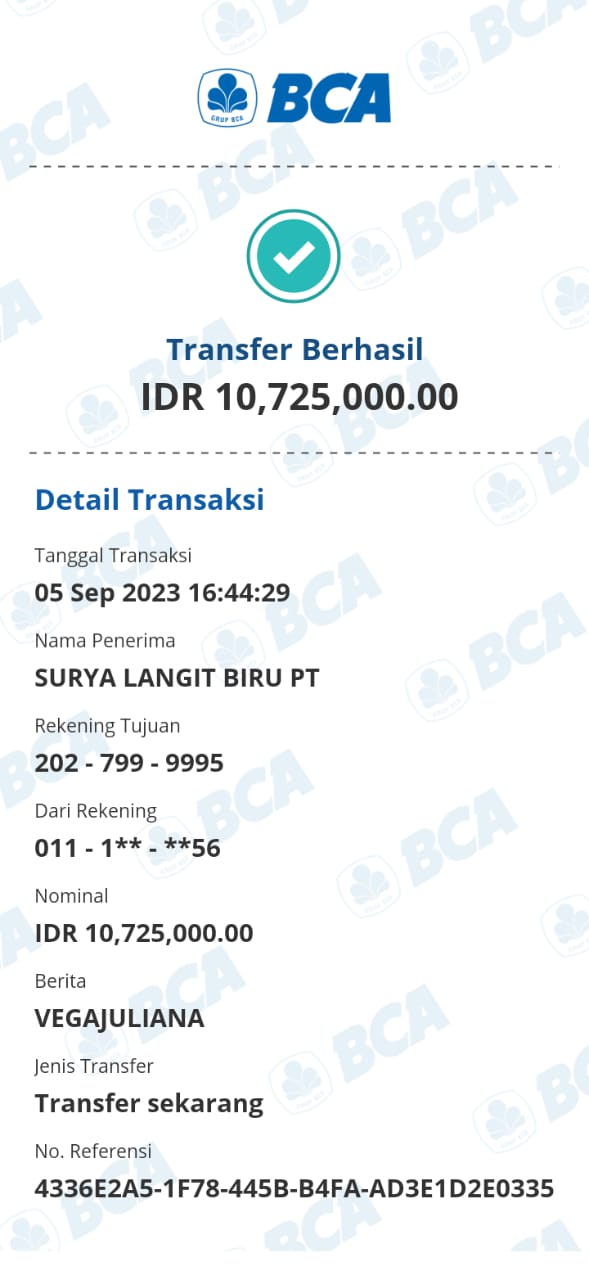 GRUP BCA
BCA
Transfer Berhasil
IDR 10,725,000.00
Detail Transaksi
Tanggal Transaksi
05 Sep 2023 16:44:29
Nama Penerima
SURYA LANGIT BIRU PT
Rekening Tujuan
202 - 799 - 9995
Dari Rekening
011 - 1** - **56
Nominal
IDR 10,725,000.00
Berita
VEGAJULIANA
Jenis Transfer
Transfer sekarang
No. Referensi
4336E2A5-1F78-445B-B4FA-AD3E1D2E0335